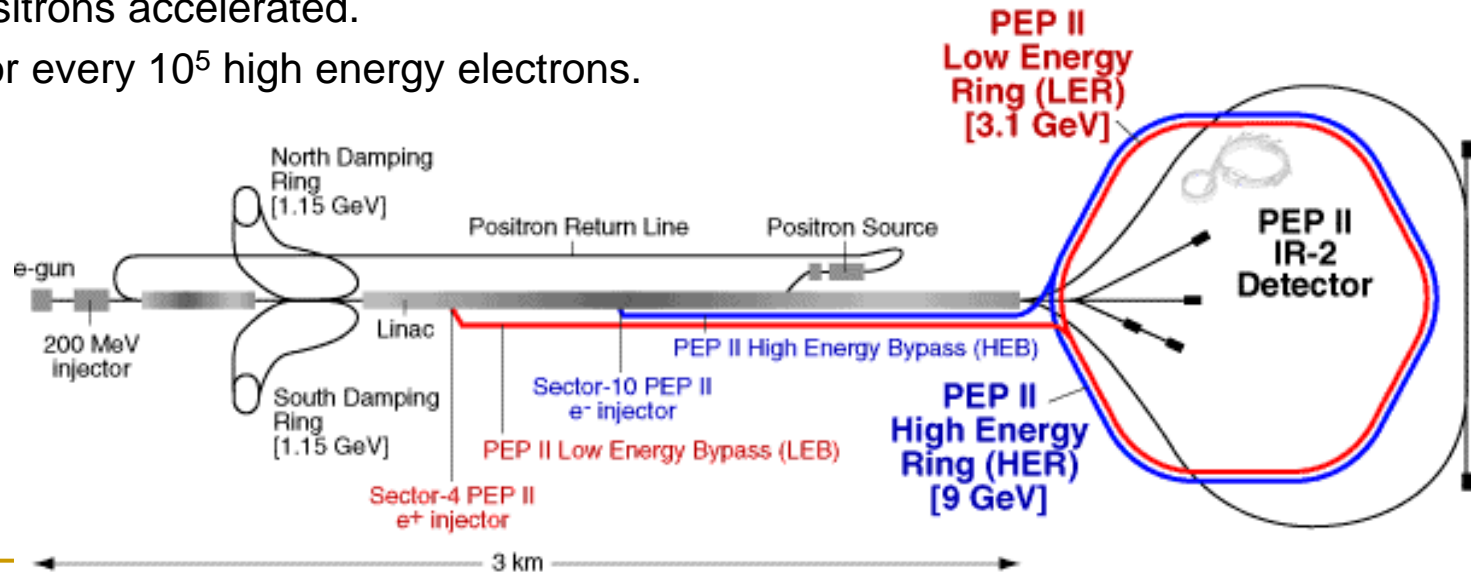 sitrons accelerated.
or every 10⁵ high energy electrons.
PEP II
Low Energy
Ring (LER)
[3.1 GeV]
North Damping
Ring
[1.15 GeV]
Positron Return Line
Positron Source
e-gun
PEP II
IR-2
Detector
Linac
200 MeV
injector
PEP II High Energy Bypass (HEB)
Sector-10 PEP II
e- injector
South Damping
Ring
[1.15 GeV]
PEP II Low Energy Bypass (LEB)
PEP II
High Energy
Ring (HER)
[9 GeV]
Sector-4 PEP II
e+ injector
3 km